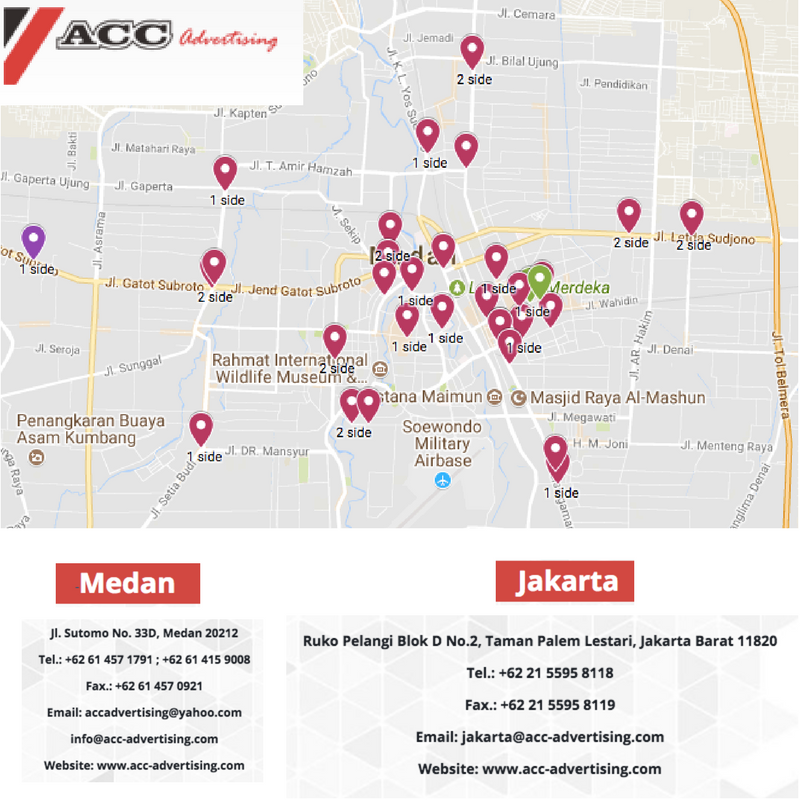 ACC Advertising
Jl. Cemara
Jl. Jemadi
Jl. Bilal Ujung
2 side
Jl. K. L. Yos Su
Jl. Pendidikan
Jl. Kapten
Jl. Bakti
Jl. Matahari Raya
1 side
Jl. T. Amir Hamzah
Jl. Gaperta Ujung
Jl. Gaperta
1 side
Jl. Asrama
Jl. Sekip
2 side
2 side
Jl. Letda Sudjono
1 side
2 side
Medan
ot Subroto
Jl. Gatot Subroto
2 side
Jl. Jend Gatot Subroto
1 side
1 side
Merdeka
1 side
Jl. Wahidin
1 side
1 side
1 side
Jl. AR. Hakim
Jl. Denai
Jl. Seroja
Jl. Sunggal
Rahmat International
Wildlife Museum &...
2 side
Jl. Tol Belmera
stana Maimun
Masjid Raya Al-Mashun
Penangkaran Buaya
Asam Kumbang
1 side
2 side
Jl. DR. Mansyur
Soewondo
Military
Airbase
Jl. Megawati
H. M. Joni
Jl. Menteng Raya
Jl. Setia Budi
1 side
nglima Denai
Medan
Jl. Sutomo No. 33D, Medan 20212
Tel.: +62 61 457 1791 ; +62 61 415 9008
Fax.: +62 61 457 0921
Email: accadvertising@yahoo.com
info@acc-advertising.com
Website: www.acc-advertising.com
Jakarta
Ruko Pelangi Blok D No.2, Taman Palem Lestari, Jakarta Barat 11820
Tel.: +62 21 5595 8118
Fax.: +62 21 5595 8119
Email: jakarta@acc-advertising.com
Website: www.acc-advertising.com